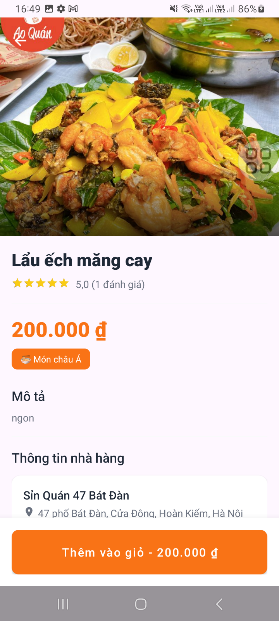 16:49
86%
Ao Quán
Lẩu ếch măng cay
5,0 (1 đánh giá)
200.000 ₫
Món châu Á
Mô tả
ngon
Thông tin nhà hàng
Sỉn Quán 47 Bát Đàn
47 phố Bát Đàn, Cửa Đông, Hoàn Kiếm, Hà Nội
Thêm vào giỏ - 200.000 ₫